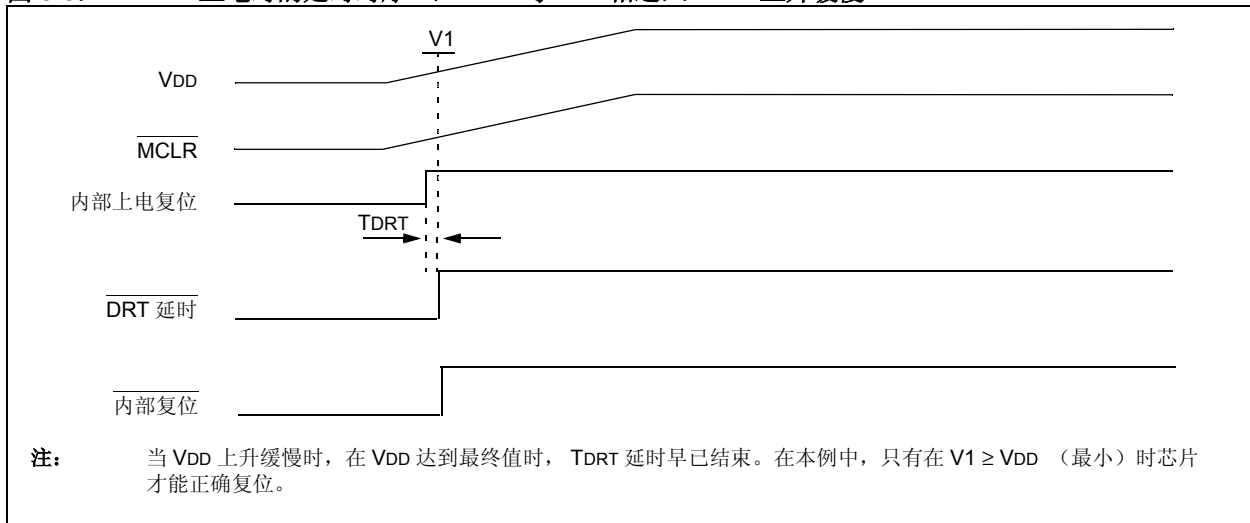 V1
VDD
MCLR
内部上电复位
TDRT
DRT 延时
内部复位
注： 当 VDD 上升缓慢时，在 VDD 达到最终值时， TDRT 延时早已结束。在本例中，只有在 V1 ≥ VDD （最小）时芯片
才能正确复位。